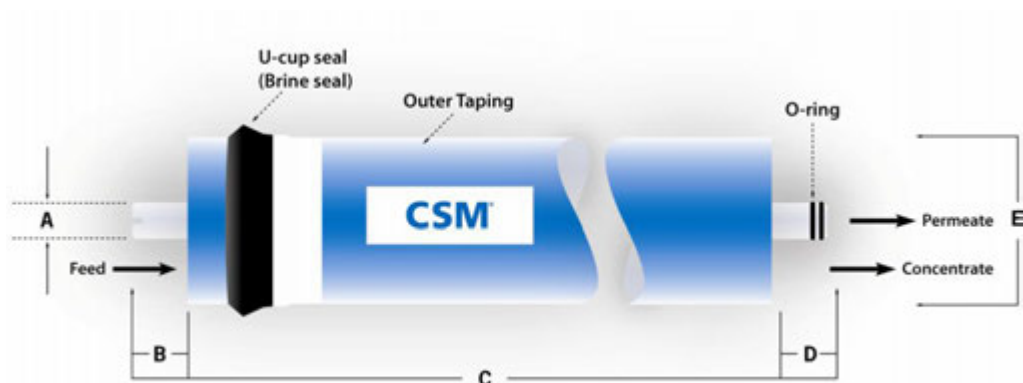 U-cup seal
(Brine seal)
Outer Taping
O-ring
A
CSM
Permeate
E
Feed
Concentrate
B
D
C